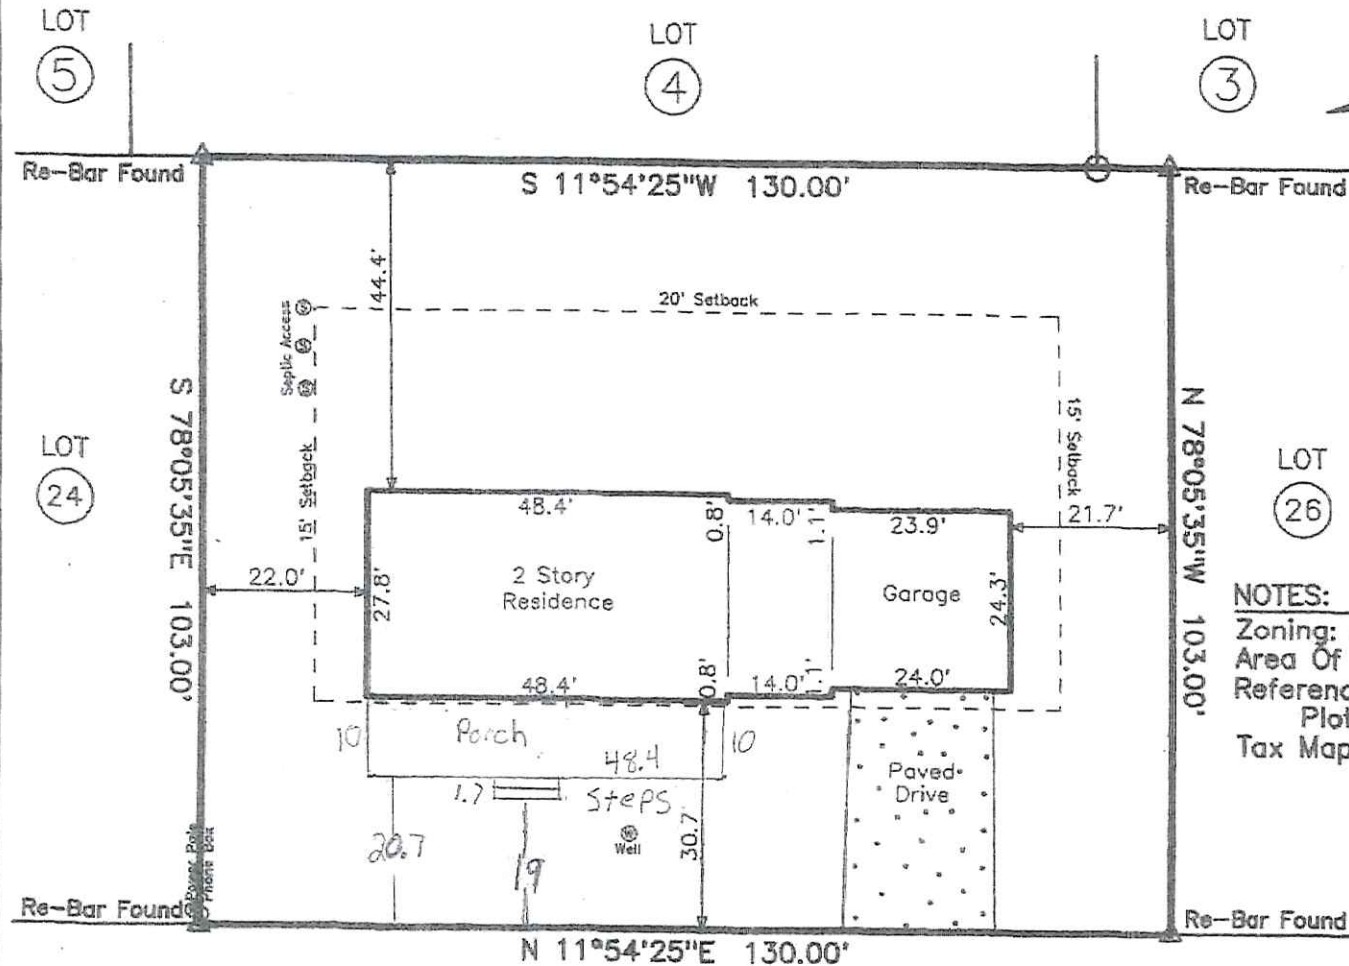 LOT
5
LOT
4
LOT
3
Re-Bar Found
S 11°54'25"W 130.00'
Re-Bar Found
44.4'
20' Setback
Septic Access
S 78°05'35"E 103.00'
15' Setback
15' Setback
N 78°05'35"W 103.00'
LOT
24
LOT
26
48.4'
0.8'
14.0'
1.1'
23.9'
21.7'
22.0'
27.8'
2 Story
Residence
Garage
24.3'
NOTES:
Zoning:
Area Of
Referenc
Plot
Tax Map
48.4'
0.8'
14.0'
1.1'
24.0'
10
Porch
48.4
10
1.7
Steps
Paved
Drive
20.7
19
W
Well
30.7
Power Pole
Phone Box
Re-Bar Found
N 11°54'25"E 130.00'
Re-Bar Found